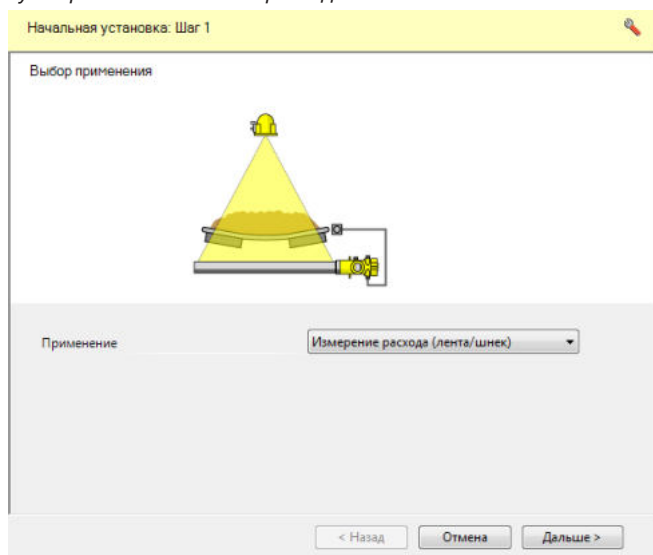 Начальная установка: Шаг 1
Выбор применения
Применение
Измерение расхода (лента/шнек)
< Назад
Отмена
Дальше >